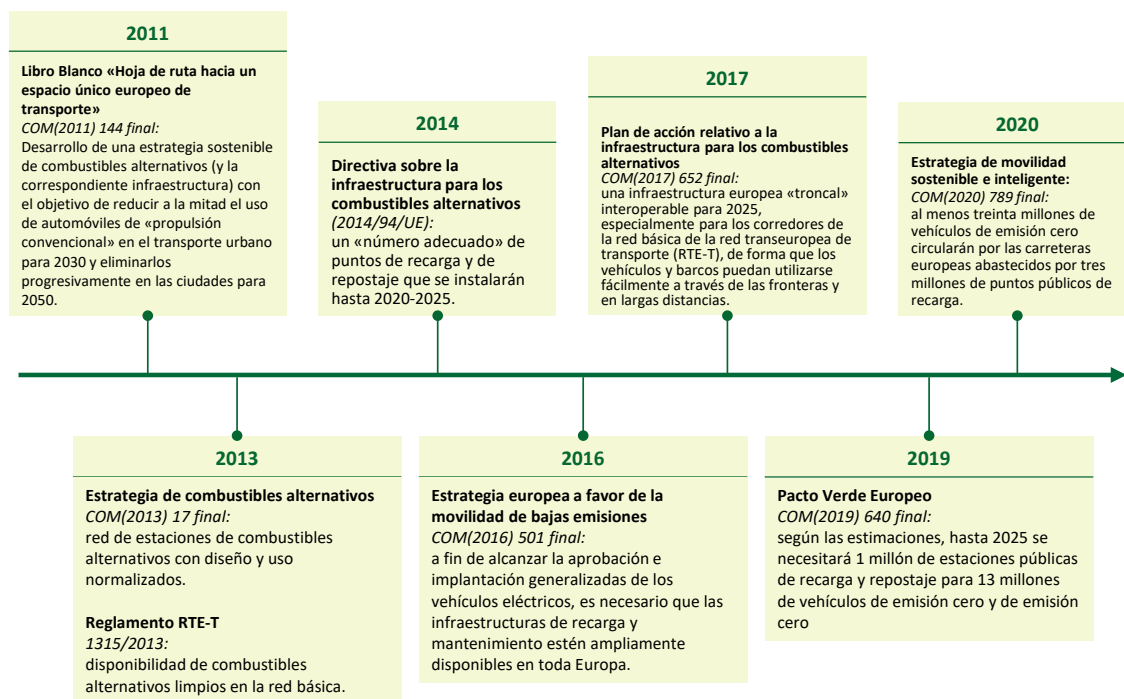 2011
Libro Blanco «Hoja de ruta hacia un
espacio único europeo de
transporte»
COM(2011) 144 final:
Desarrollo de una estrategia sostenible
de combustibles alternativos (y la
correspondiente infraestructura) con
el objetivo de reducir a la mitad el uso
de automóviles de «propulsión
convencional» en el transporte urbano
para 2030 y eliminarlos
progresivamente en las ciudades para
2050.
2014
Directiva sobre la
infraestructura para los
combustibles alternativos
(2014/94/UE):
un «número adecuado» de
puntos de recarga y de
repostaje que se instalarán
hasta 2020-2025.
2017
Plan de acción relativo a la
infraestructura para los combustibles
alternativos
COM(2017) 652 final:
una infraestructura europea «troncal»
interoperable para 2025,
especialmente para los corredores de
la red básica de la red transeuropea de
transporte (RTE-T), de forma que los
vehículos y barcos puedan utilizarse
fácilmente a través de las fronteras y
en largas distancias.
2020
Estrategia de movilidad
sostenible e inteligente:
COM(2020) 789 final:
al menos treinta millones de
vehículos de emisión cero
circularán por las carreteras
europeas abastecidos por tres
millones de puntos públicos de
recarga.
2013
Estrategia de combustibles alternativos
COM(2013) 17 final:
red de estaciones de combustibles
alternativos con diseño y uso
normalizados.
Reglamento RTE-T
1315/2013:
disponibilidad de combustibles
alternativos limpios en la red básica.
2016
Estrategia europea a favor de la
movilidad de bajas emisiones
COM(2016) 501 final:
a fin de alcanzar la aprobación e
implantación generalizadas de los
vehículos eléctricos, es necesario que las
infraestructuras de recarga y
mantenimiento estén ampliamente
disponibles en toda Europa.
2019
Pacto Verde Europeo
COM(2019) 640 final:
según las estimaciones, hasta 2025 se
necesitará 1 millón de estaciones públicas
de recarga y repostaje para 13 millones
de vehículos de emisión cero y de emisión
cero